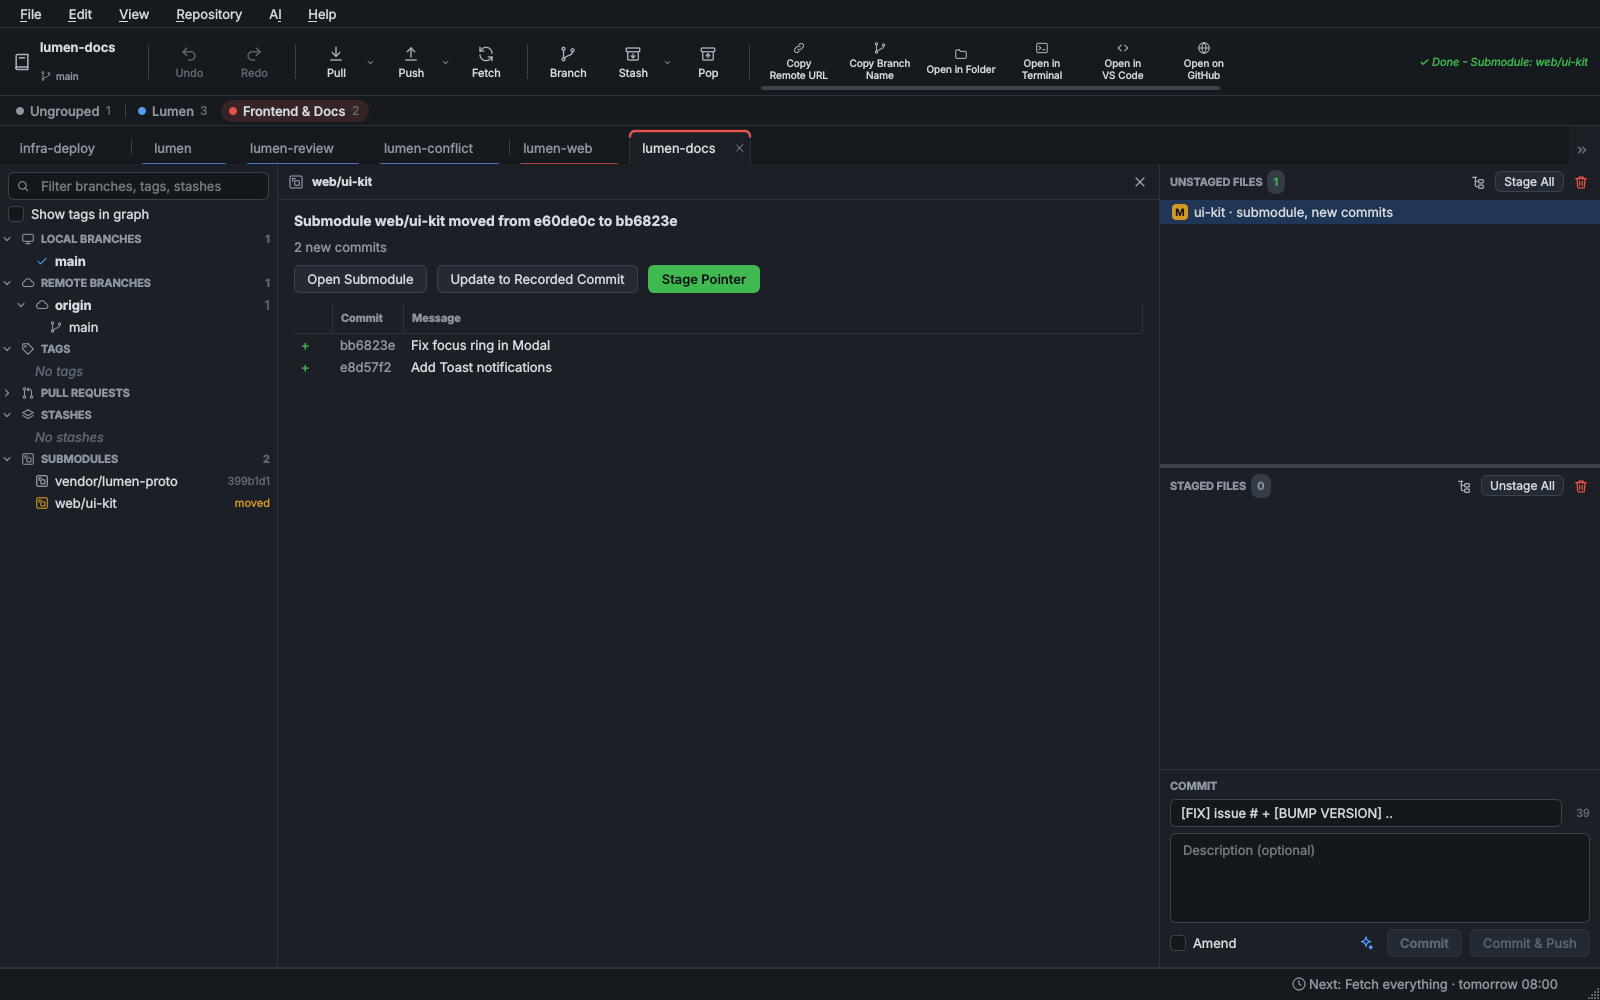 File Edit View Repository AI Help
lumen-docs
main
Undo Redo Pull Push Fetch Branch Stash Pop
Copy Remote URL
Copy Branch Name
Open in Folder
Open in Terminal
Open in VS Code
Open on GitHub
Done - Submodule: web/ui-kit
Ungrouped 1 Lumen 3 Frontend & Docs 2
infra-deploy lumen lumen-review lumen-conflict lumen-web lumen-docs
Filter branches, tags, stashes
Show tags in graph
LOCAL BRANCHES 1
main
REMOTE BRANCHES 1
origin 1
main
TAGS
No tags
PULL REQUESTS
STASHES
No stashes
SUBMODULES 2
vendor/lumen-proto 399b1d1
web/ui-kit moved
web/ui-kit
Submodule web/ui-kit moved from e60de0c to bb6823e
2 new commits
Open Submodule Update to Recorded Commit Stage Pointer
Commit Message
+ bb6823e Fix focus ring in Modal
+ e8d57f2 Add Toast notifications
UNSTAGED FILES 1 Stage All
M ui-kit · submodule, new commits
STAGED FILES 0 Unstage All
COMMIT
[FIX] issue # + [BUMP VERSION] .. 39
Description (optional)
Amend Commit Commit & Push
Next: Fetch everything · tomorrow 08:00